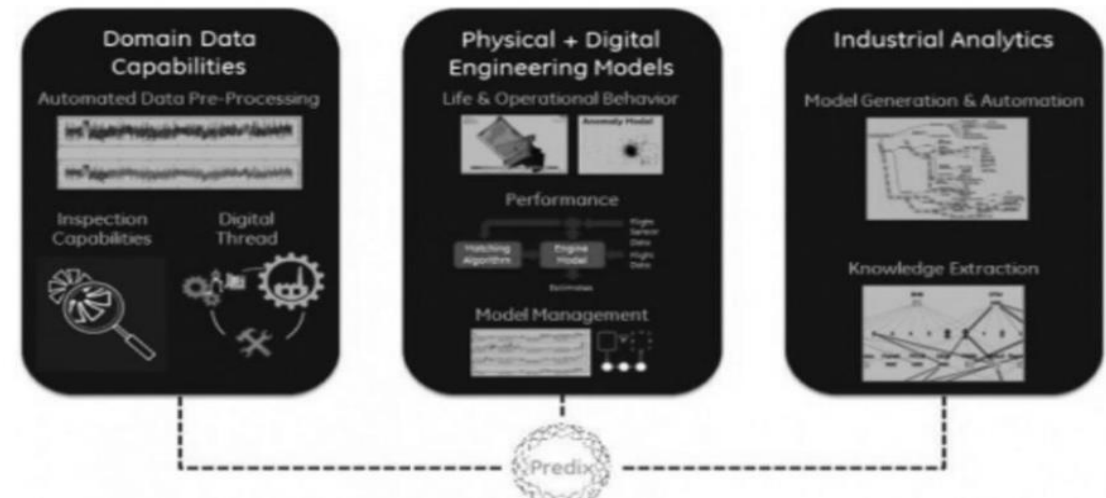 Domain Data
Capabilities
Automated Data Pre-Processing
Inspection
Capabilities
Digital
Thread
Physical + Digital
Engineering Models
Life & Operational Behavior
Anomaly Model
Performance
Matching
Algorithm
Engine
Model
Flight
Sensor
Data
Flight
Data
Estimates
Model Management
Industrial Analytics
Model Generation & Automation
Knowledge Extraction
Predix